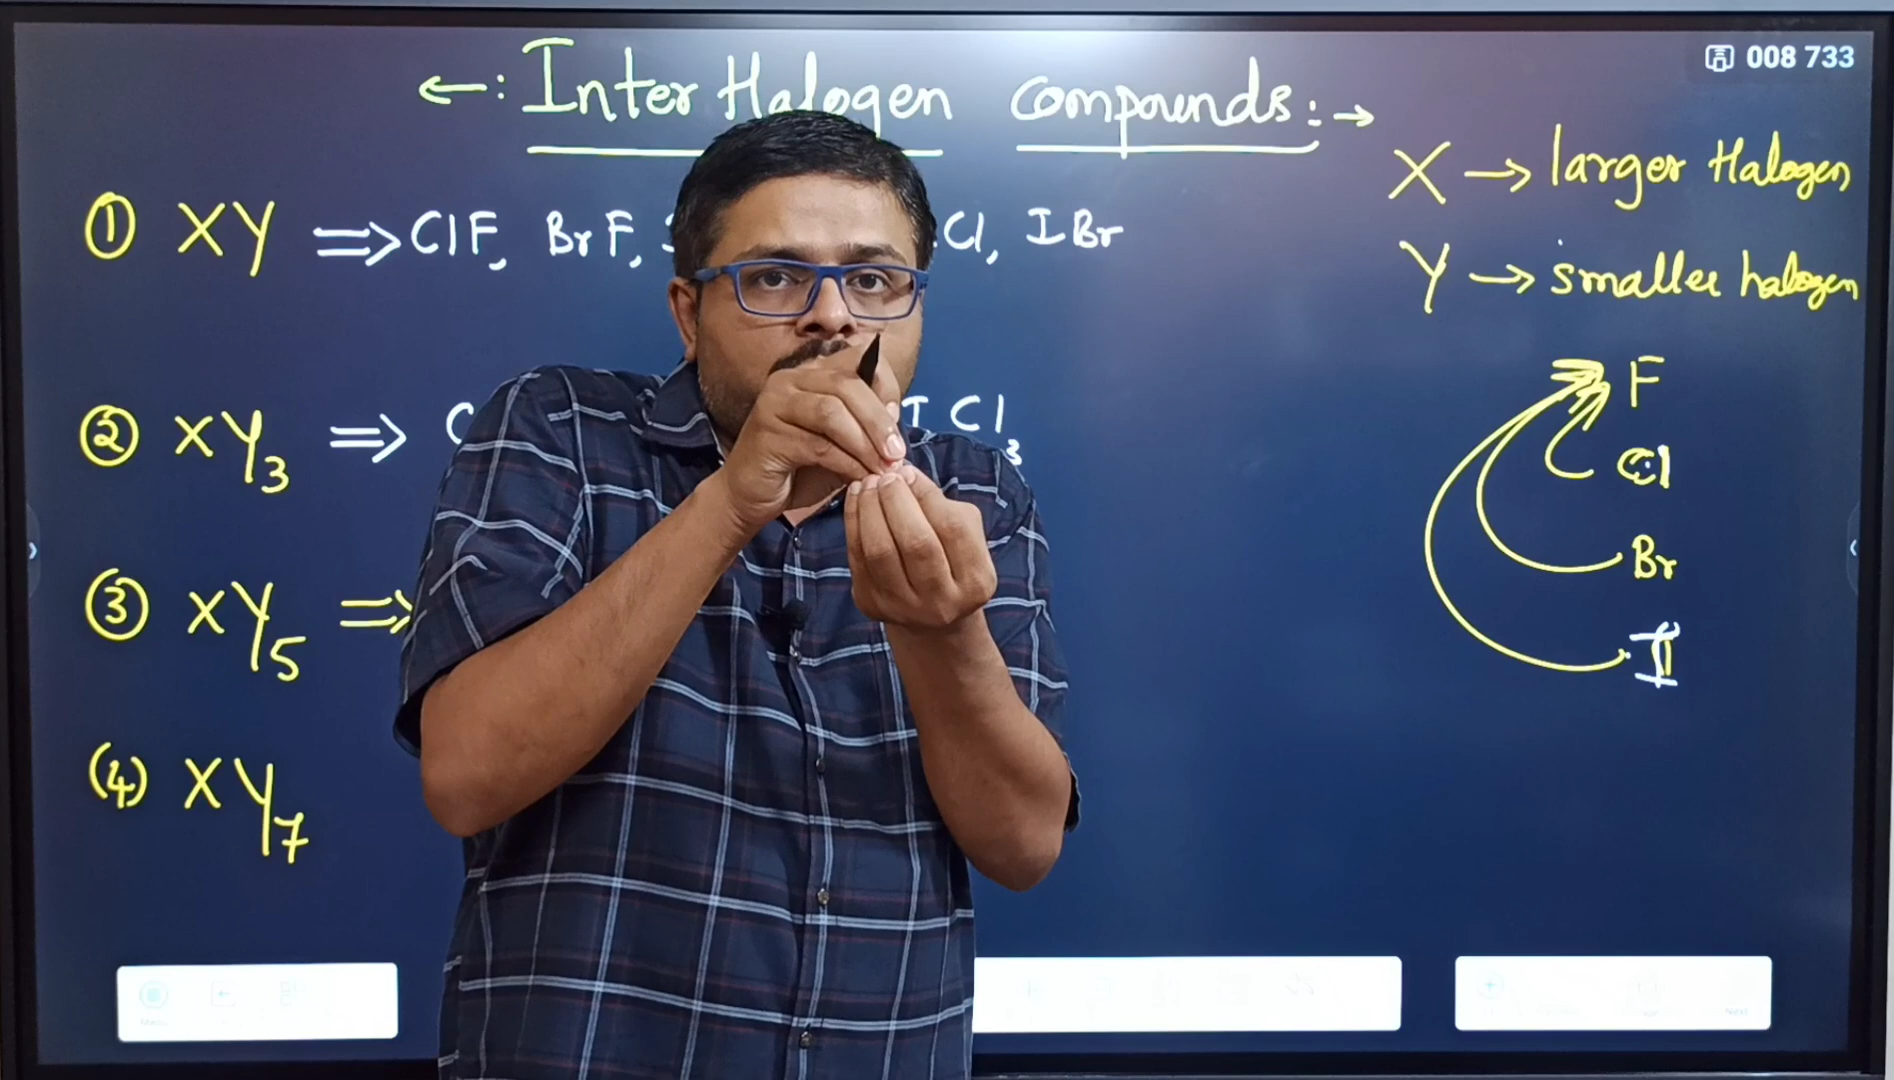 008 733
←: Inter Halogen compounds: →
X → larger Halogen
① XY ⇒ ClF, BrF, Cl, IBr
Y → smaller halogen
F
② XY₃ ⇒ C I Cl₃
Cl
Br
③ XY₅ ⇒
I
(4) XY₇